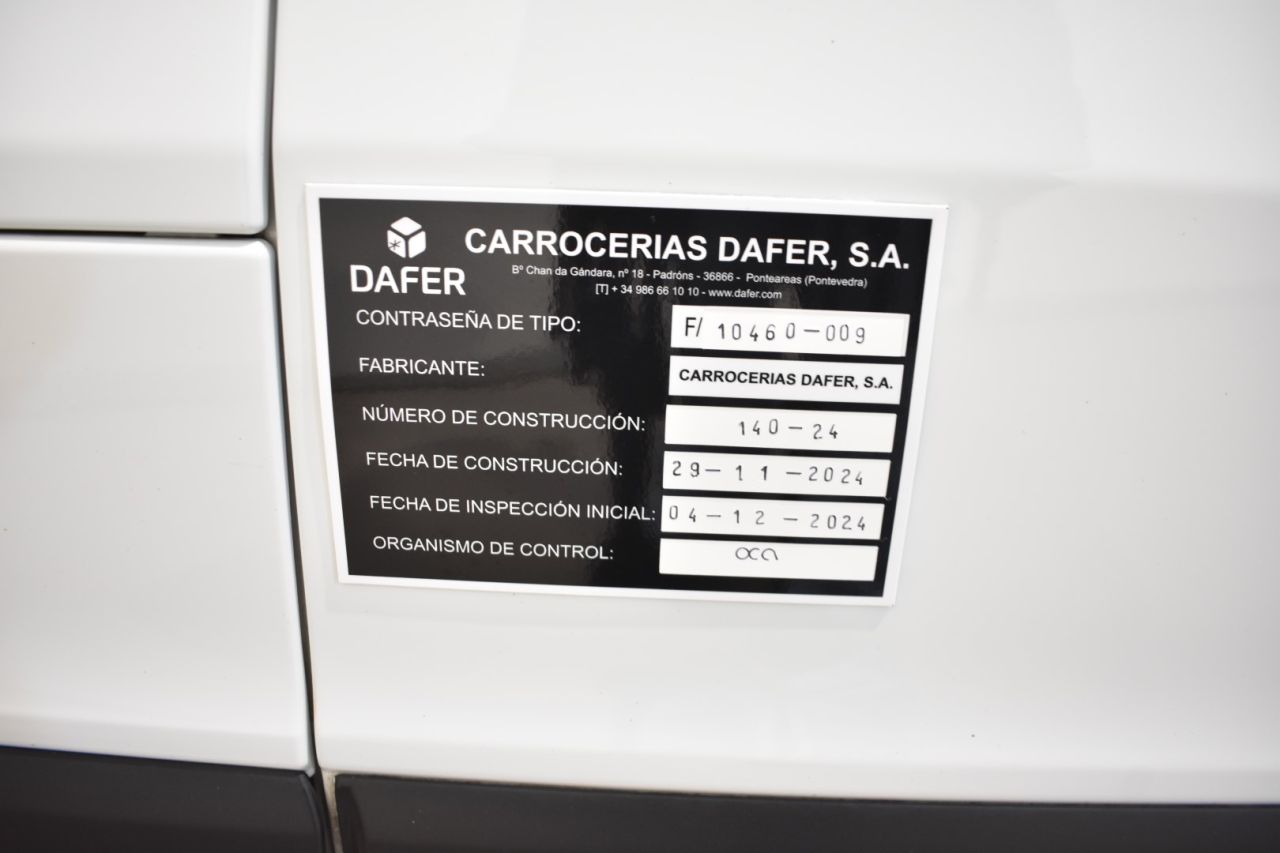 DAFER
CARROCERIAS DAFER, S.A.
Bº Chan da Gándara, nº 18 - Padróns - 36866 - Ponteareas (Pontevedra)
[T] + 34 986 66 10 10 - www.dafer.com
CONTRASEÑA DE TIPO: F/ 10460-009
FABRICANTE: CARROCERIAS DAFER, S.A.
NÚMERO DE CONSTRUCCIÓN: 140-24
FECHA DE CONSTRUCCIÓN: 29-11-2024
FECHA DE INSPECCIÓN INICIAL: 04-12-2024
ORGANISMO DE CONTROL: oca